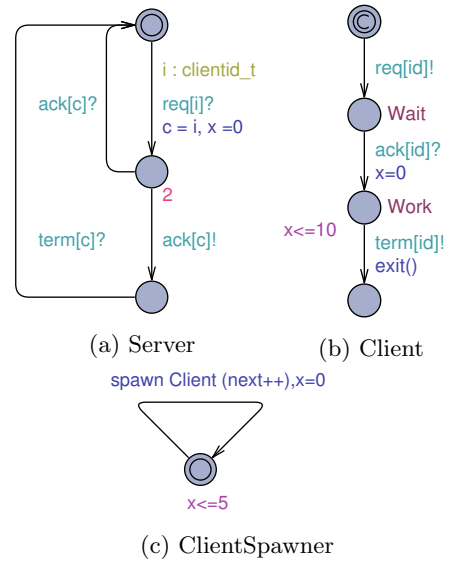 i : clientid_t
ack[c]?
req[i]?
c = i, x =0
2
term[c]?
ack[c]!
(a) Server
C
req[id]!
Wait
ack[id]?
x=0
Work
x<=10
term[id]!
exit()
(b) Client
spawn Client (next++),x=0
x<=5
(c) ClientSpawner